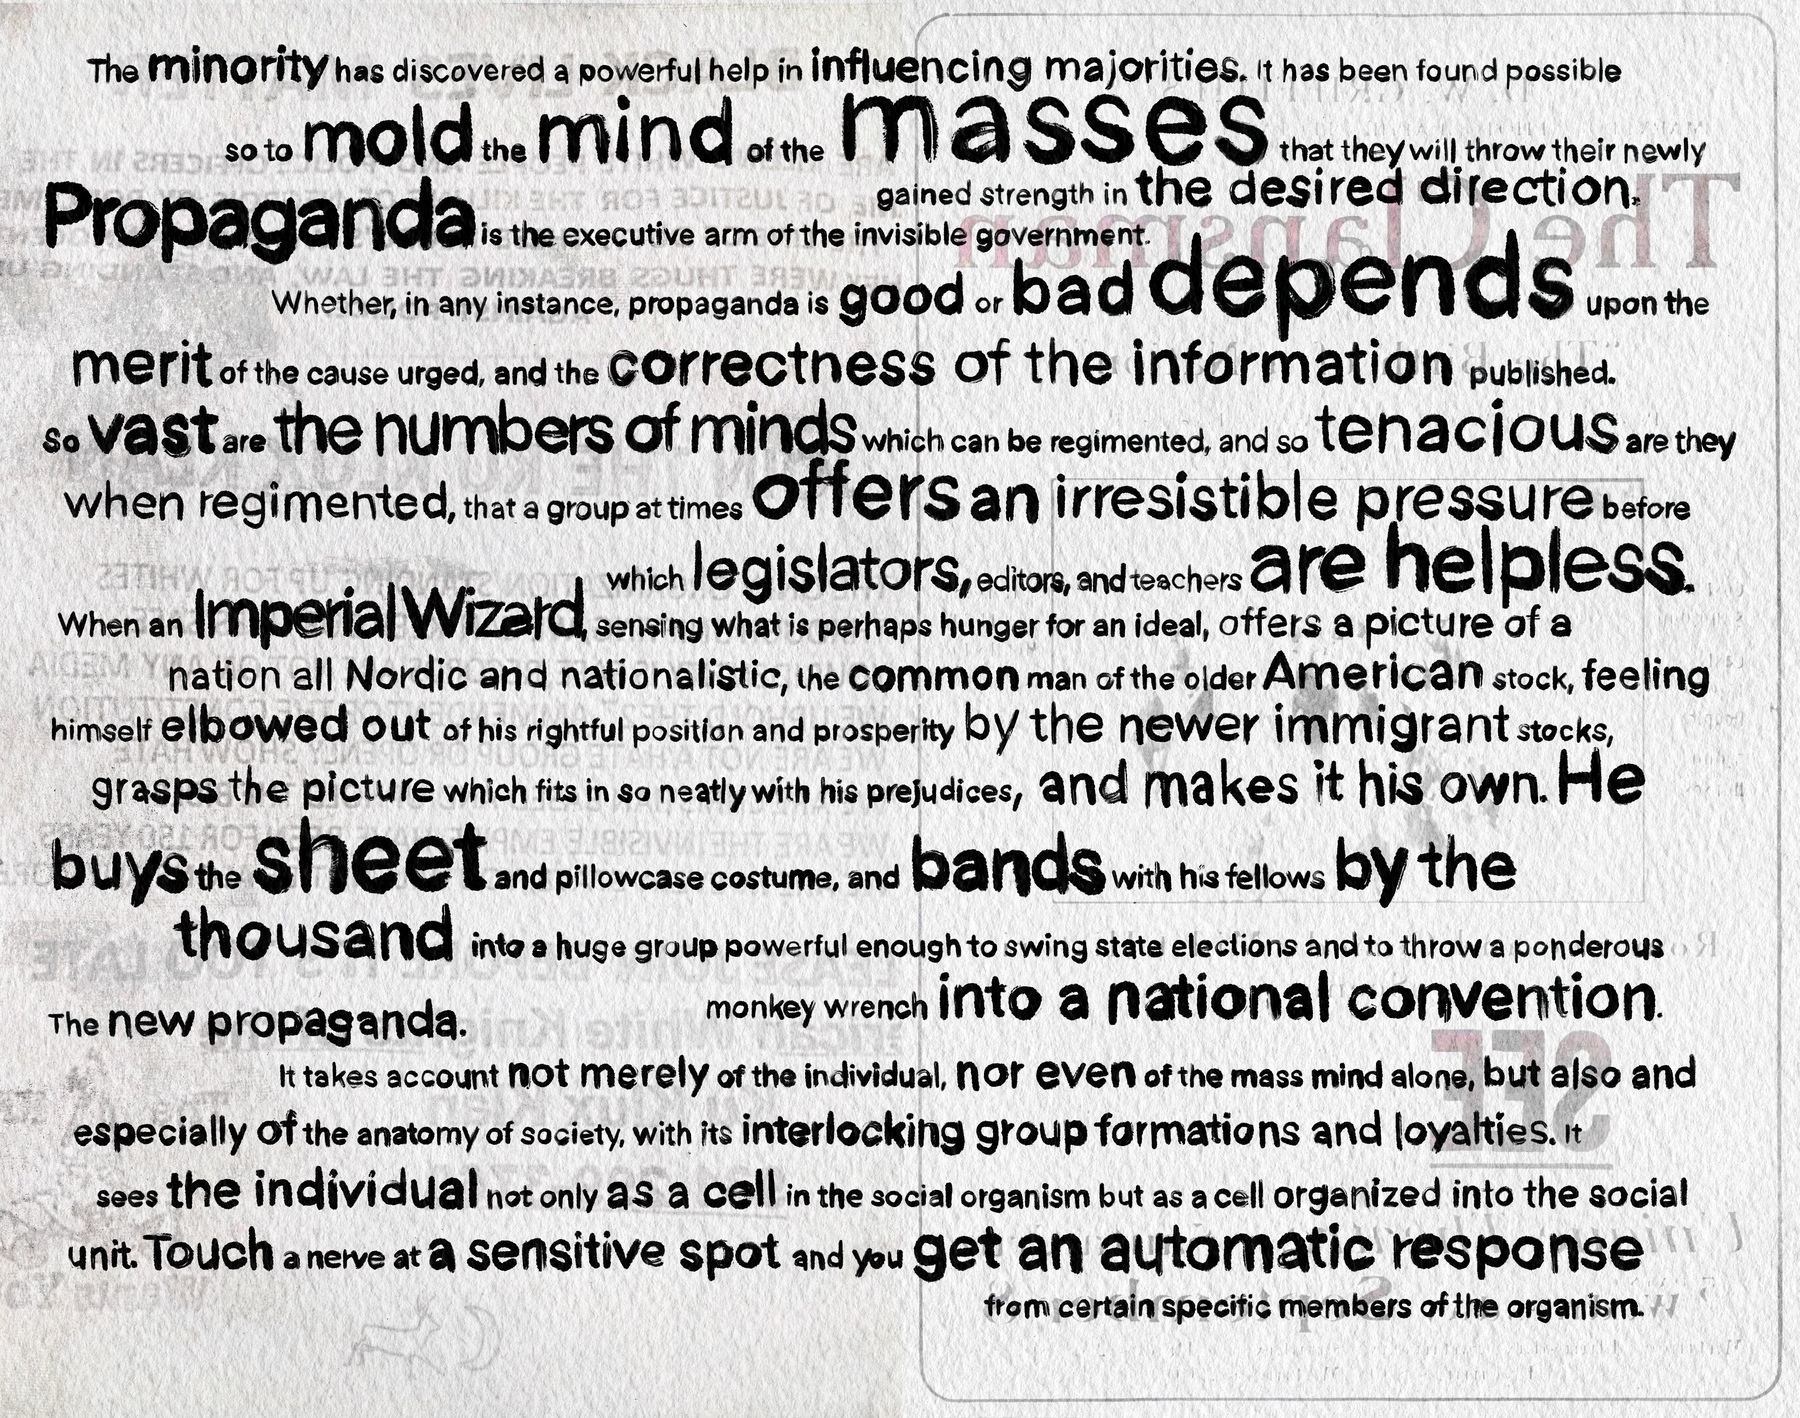 The minority has discovered a powerful help in influencing majorities. It has been found possible
so to mold the mind of the masses that they will throw their newly
gained strength in the desired direction.
Propaganda is the executive arm of the invisible government.
Whether, in any instance, propaganda is good or bad depends upon the
merit of the cause urged, and the correctness of the information published.
So vast are the numbers of minds which can be regimented, and so tenacious are they
when regimented, that a group at times offers an irresistible pressure before
which legislators, editors, and teachers are helpless.
When an Imperial Wizard, sensing what is perhaps hunger for an ideal, offers a picture of a
nation all Nordic and nationalistic, the common man of the older American stock, feeling
himself elbowed out of his rightful position and prosperity by the newer immigrant stocks,
grasps the picture which fits in so neatly with his prejudices, and makes it his own. He
buys the sheet and pillowcase costume, and bands with his fellows by the
thousand into a huge group powerful enough to swing state elections and to throw a ponderous
monkey wrench into a national convention.
The new propaganda.
It takes account not merely of the individual, nor even of the mass mind alone, but also and
especially of the anatomy of society, with its interlocking group formations and loyalties. It
sees the individual not only as a cell in the social organism but as a cell organized into the social
unit. Touch a nerve at a sensitive spot and you get an automatic response
from certain specific members of the organism.
The Clansman
SEE